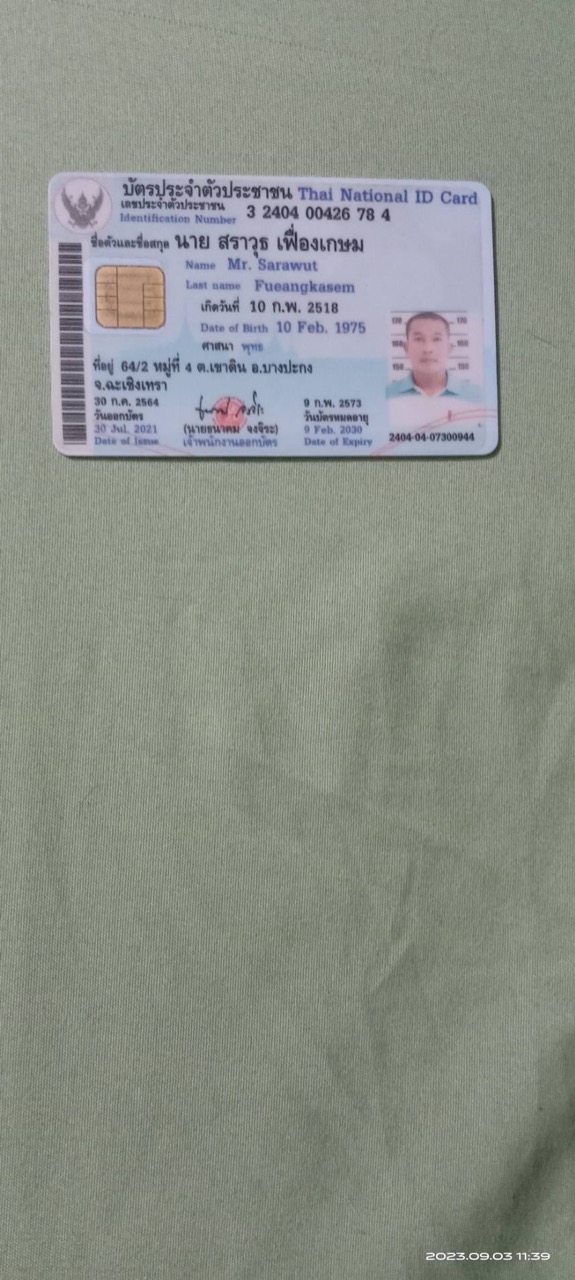 บัตรประจำตัวประชาชน Thai National ID Card
เลขประจำตัวประชาชน
Identification Number 3 2404 00426 78 4
ชื่อตัวและชื่อสกุล นาย สราวุธ เฟื่องเกษม
Name Mr. Sarawut
Last name Fueangkasem
เกิดวันที่ 10 ก.พ. 2518
Date of Birth 10 Feb. 1975
ศาสนา พุทธ
ที่อยู่ 64/2 หมู่ที่ 4 ต.เขาดิน อ.บางปะกง
จ.ฉะเชิงเทรา
30 ก.ค. 2564
วันออกบัตร
30 Jul. 2021
Date of Issue
(นายธนาคม จงจิระ)
เจ้าพนักงานออกบัตร
9 ก.พ. 2573
วันบัตรหมดอายุ
9 Feb. 2030
Date of Expiry
170 170
160 160
150 150
2404-04-07300944
2023.09.03 11:39